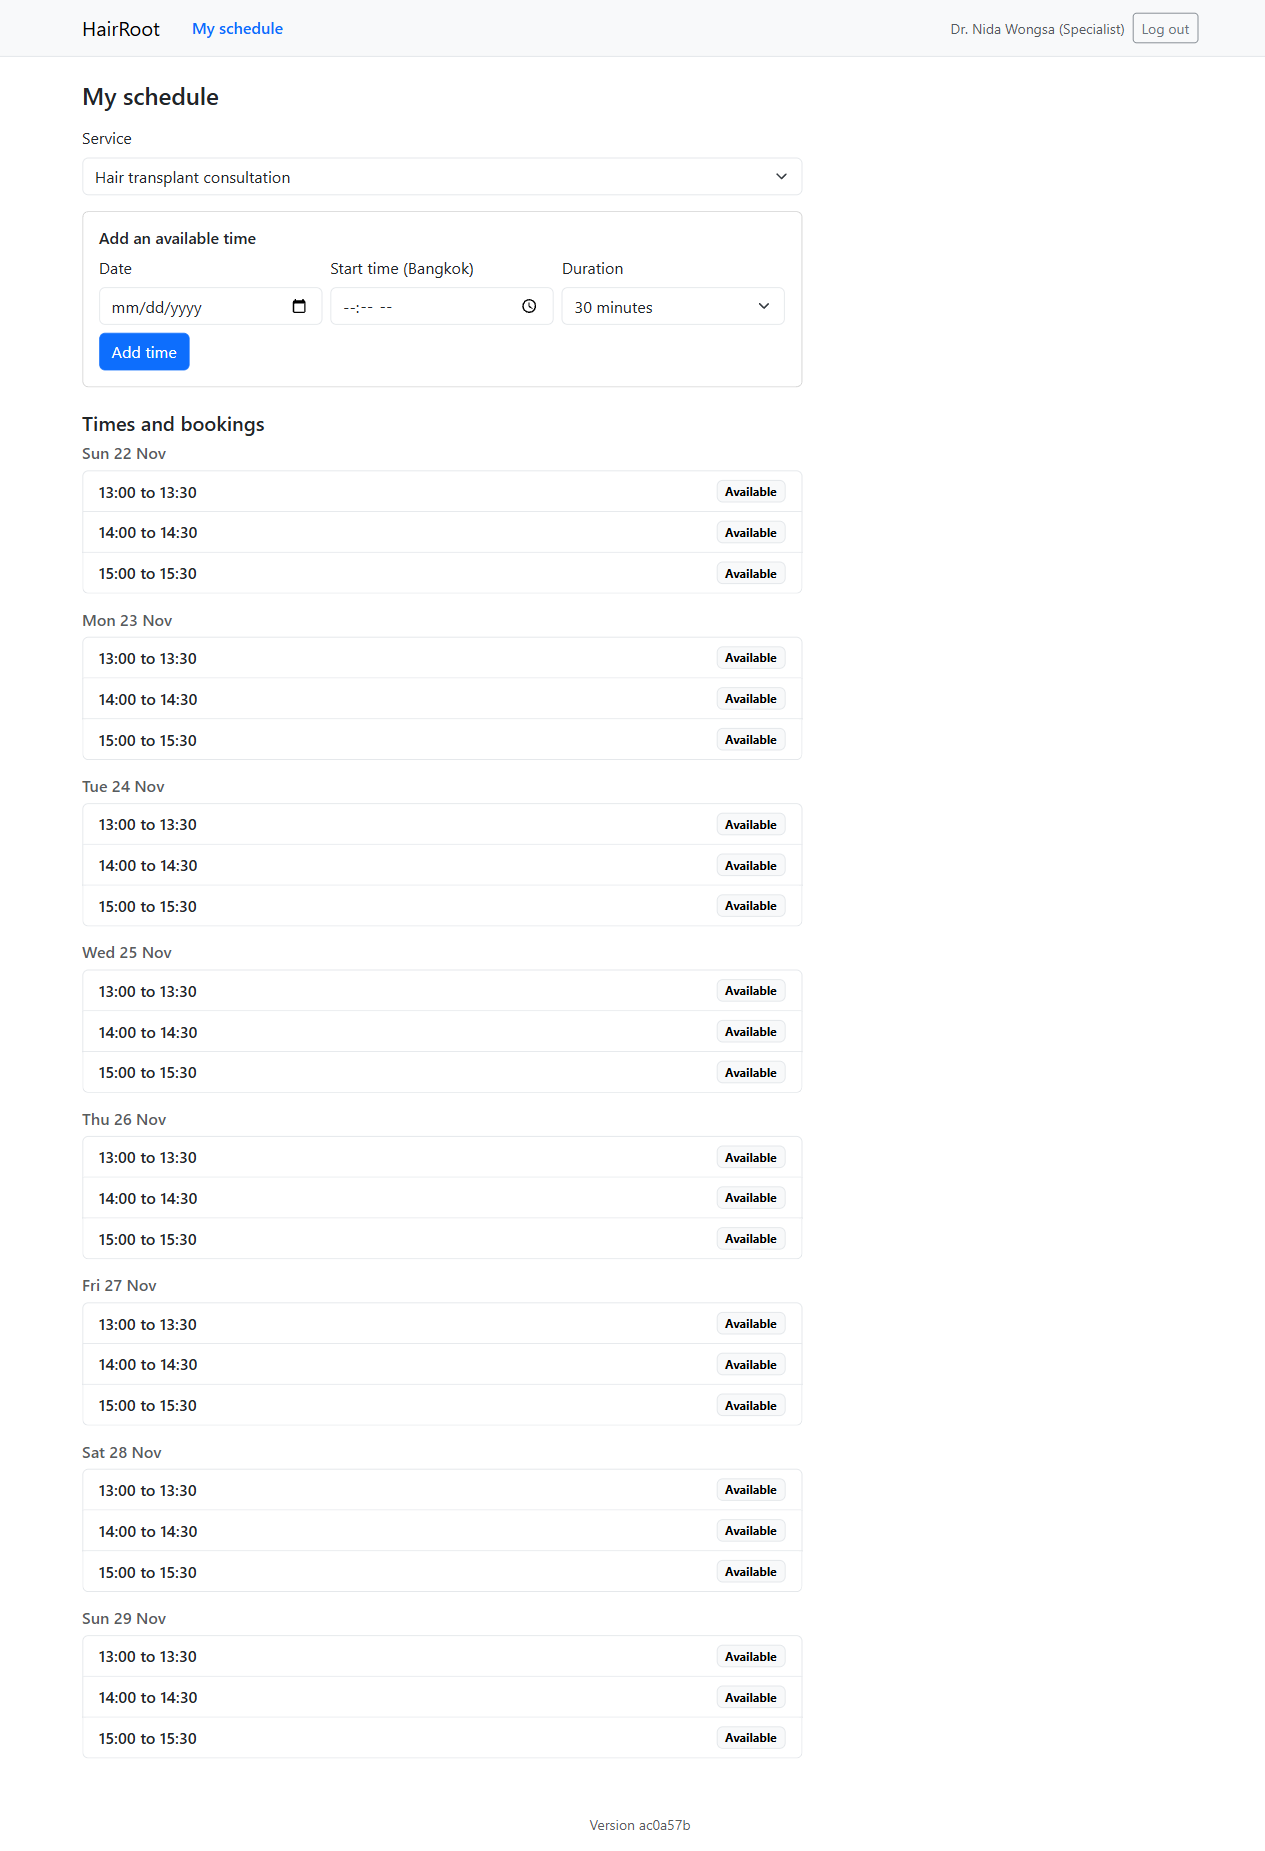 HairRoot My schedule Dr. Nida Wongsa (Specialist) Log out
My schedule
Service
Hair transplant consultation
Add an available time
Date Start time (Bangkok) Duration
mm/dd/yyyy --:-- -- 30 minutes
Add time
Times and bookings
Sun 22 Nov
13:00 to 13:30 Available
14:00 to 14:30 Available
15:00 to 15:30 Available
Mon 23 Nov
13:00 to 13:30 Available
14:00 to 14:30 Available
15:00 to 15:30 Available
Tue 24 Nov
13:00 to 13:30 Available
14:00 to 14:30 Available
15:00 to 15:30 Available
Wed 25 Nov
13:00 to 13:30 Available
14:00 to 14:30 Available
15:00 to 15:30 Available
Thu 26 Nov
13:00 to 13:30 Available
14:00 to 14:30 Available
15:00 to 15:30 Available
Fri 27 Nov
13:00 to 13:30 Available
14:00 to 14:30 Available
15:00 to 15:30 Available
Sat 28 Nov
13:00 to 13:30 Available
14:00 to 14:30 Available
15:00 to 15:30 Available
Sun 29 Nov
13:00 to 13:30 Available
14:00 to 14:30 Available
15:00 to 15:30 Available
Version ac0a57b